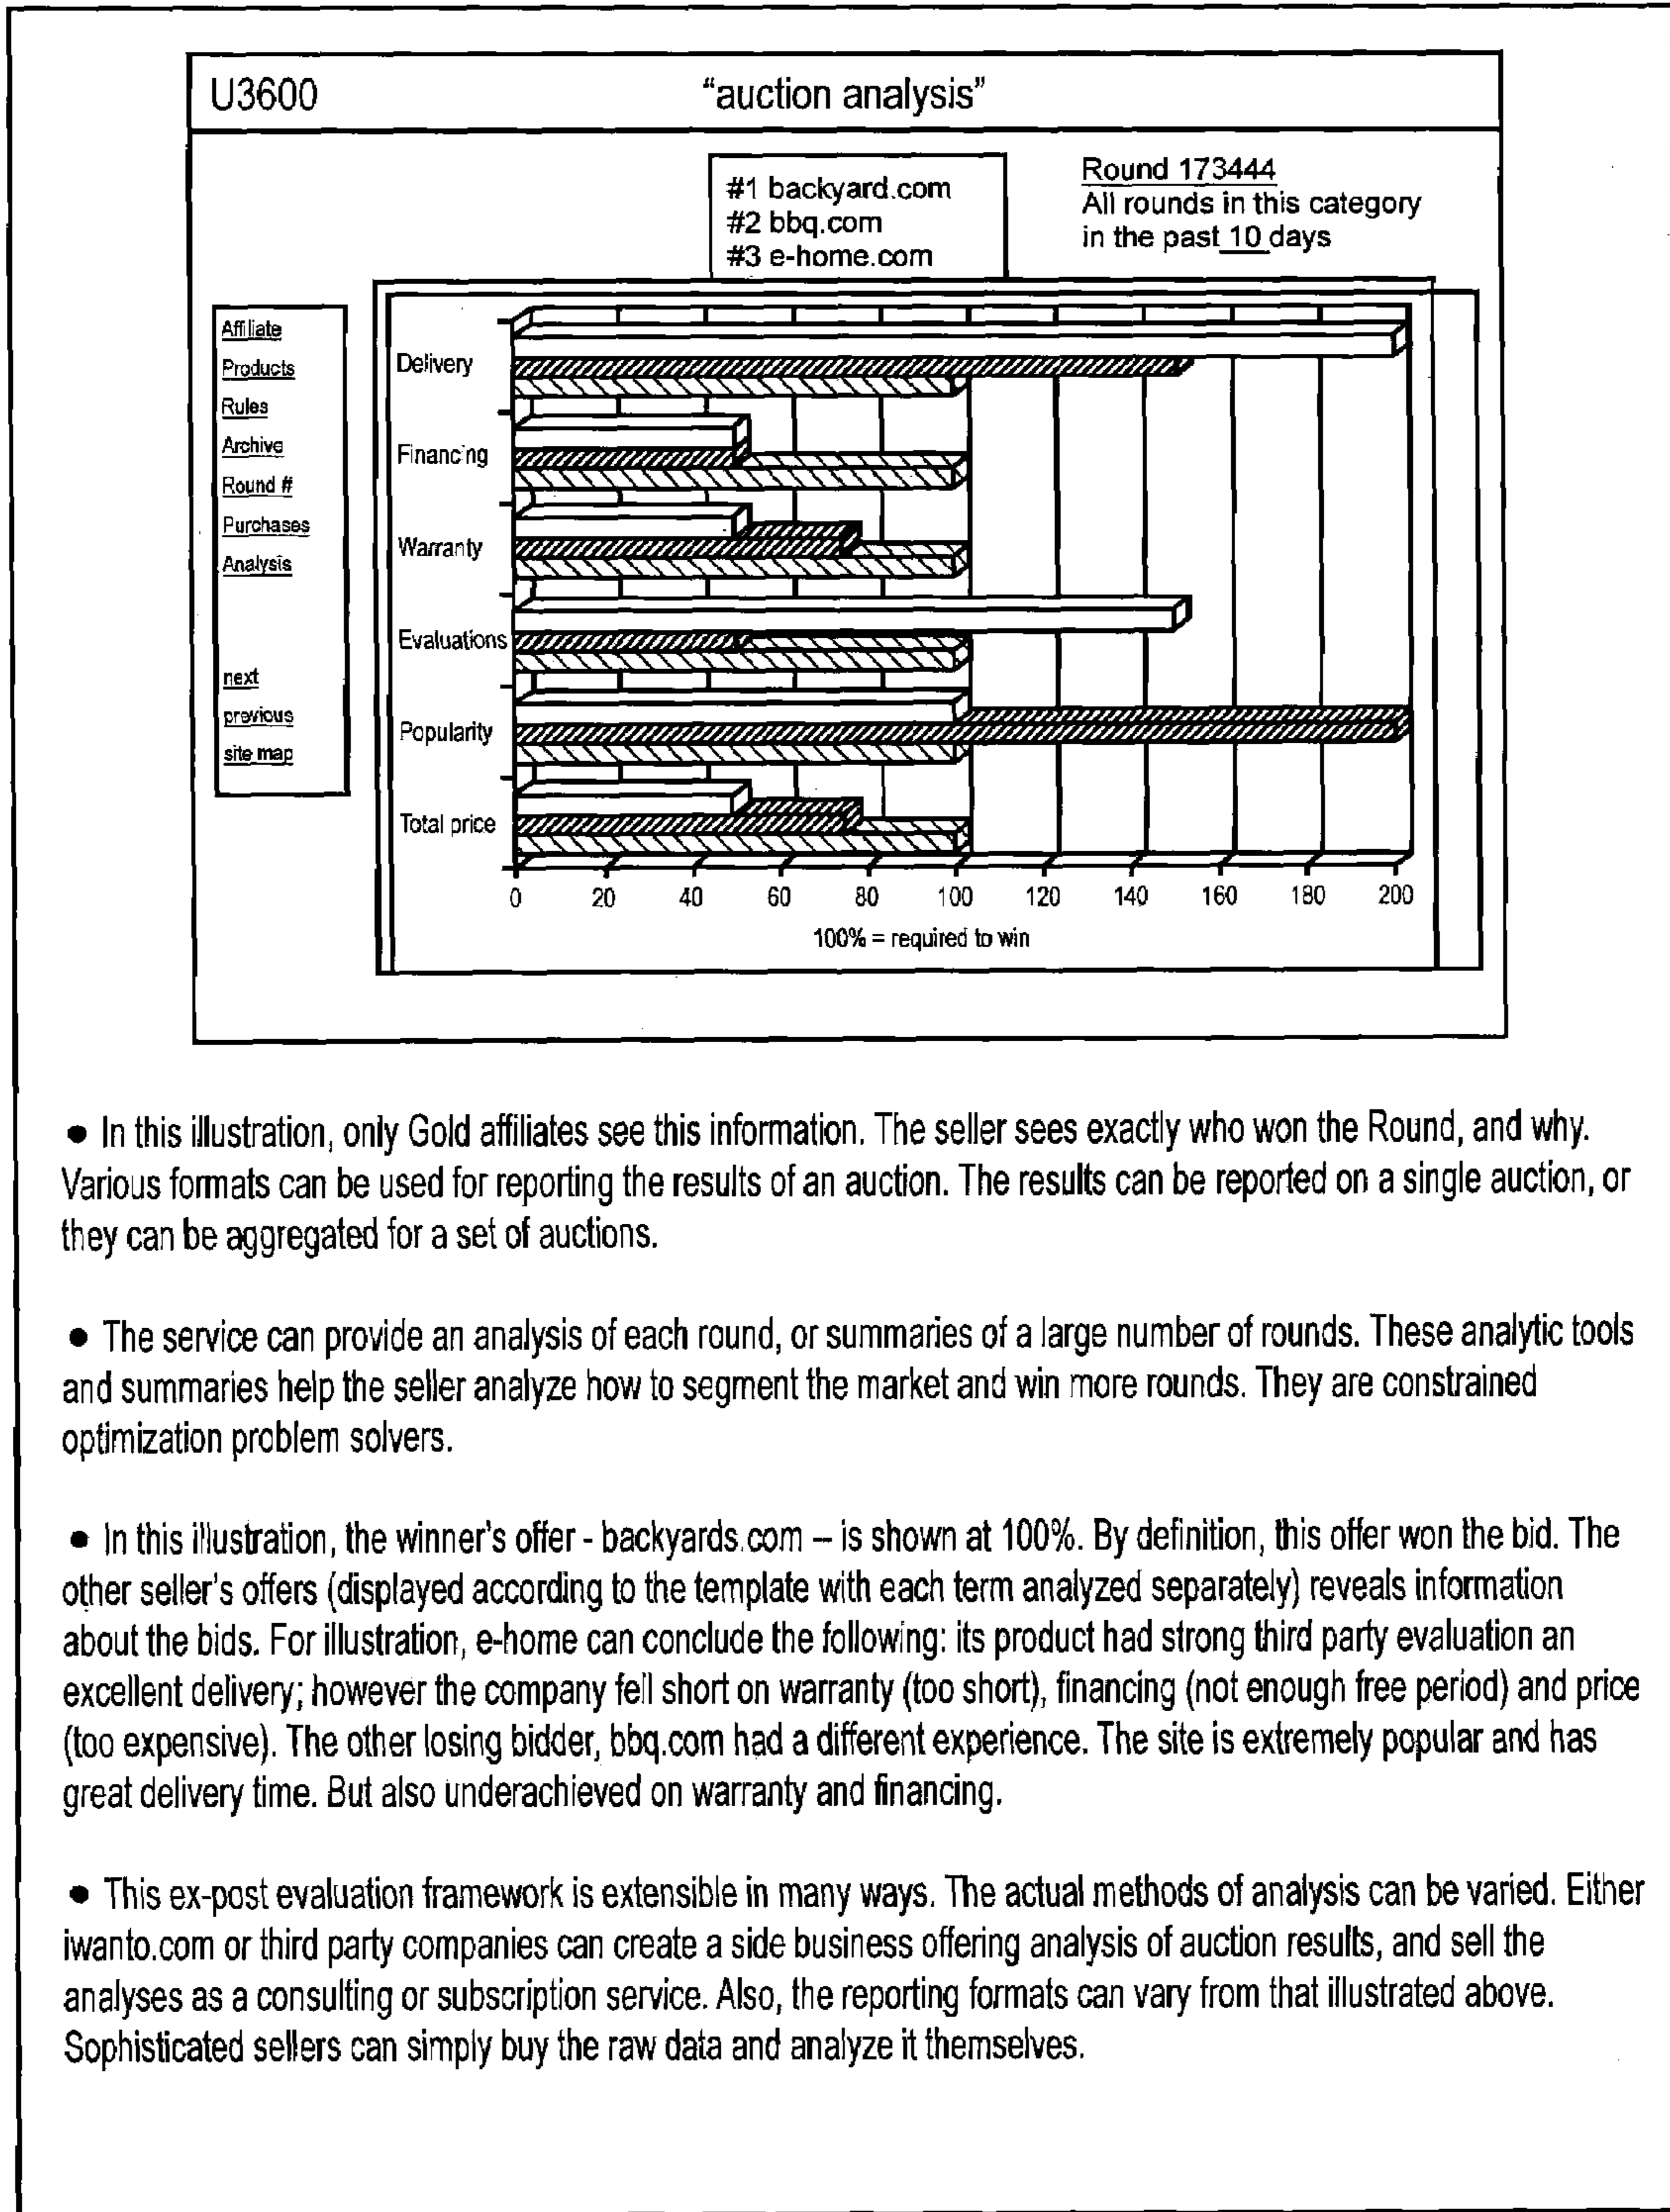 U3600 "auction analysis"
#1 backyard.com
#2 bbq.com
#3 e-home.com
Round 173444
All rounds in this category
in the past 10 days
Affiliate
Products
Rules
Archive
Round #
Purchases
Analysis
next
previous
site map
Delivery
Financing
Warranty
Evaluations
Popularity
Total price
0 20 40 60 80 100 120 140 160 180 200
100% = required to win
• In this illustration, only Gold affiliates see this information. The seller sees exactly who won the Round, and why.
Various formats can be used for reporting the results of an auction. The results can be reported on a single auction, or
they can be aggregated for a set of auctions.
• The service can provide an analysis of each round, or summaries of a large number of rounds. These analytic tools
and summaries help the seller analyze how to segment the market and win more rounds. They are constrained
optimization problem solvers.
• In this illustration, the winner's offer - backyards.com – is shown at 100%. By definition, this offer won the bid. The
other seller's offers (displayed according to the template with each term analyzed separately) reveals information
about the bids. For illustration, e-home can conclude the following: its product had strong third party evaluation an
excellent delivery; however the company fell short on warranty (too short), financing (not enough free period) and price
(too expensive). The other losing bidder, bbq.com had a different experience. The site is extremely popular and has
great delivery time. But also underachieved on warranty and financing.
• This ex-post evaluation framework is extensible in many ways. The actual methods of analysis can be varied. Either
iwanto.com or third party companies can create a side business offering analysis of auction results, and sell the
analyses as a consulting or subscription service. Also, the reporting formats can vary from that illustrated above.
Sophisticated sellers can simply buy the raw data and analyze it themselves.